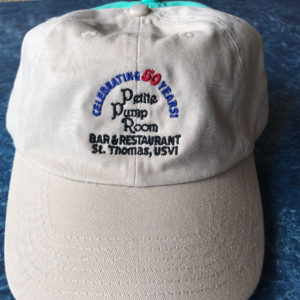 CELEBRATING 50 YEARS!
Petite
Pump
Room
BAR & RESTAURANT
St. Thomas, USVI